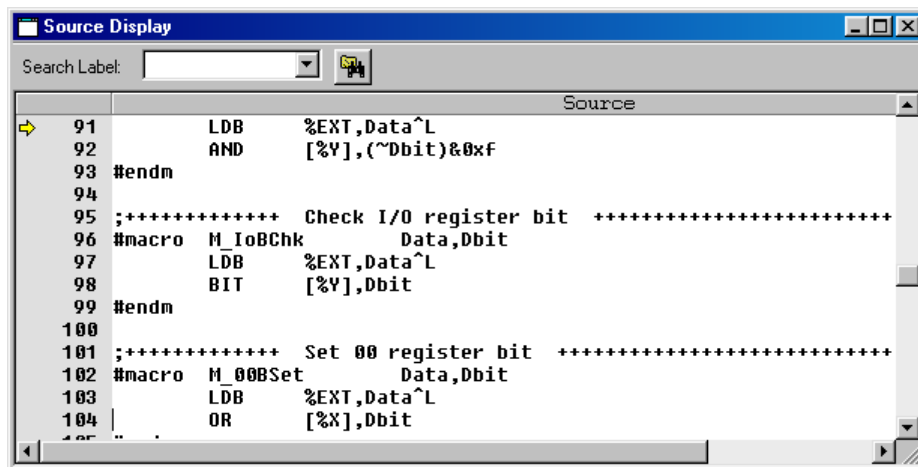 Source Display
Search Label:
Source
91 LDB %EXT,Data^L
92 AND [%Y],(~Dbit)&0xf
93 #endm
94
95 ;+++++++++++++ Check I/O register bit +++++++++++++++++++++++++
96 #macro M_IoBChk Data,Dbit
97 LDB %EXT,Data^L
98 BIT [%Y],Dbit
99 #endm
100
101 ;+++++++++++++ Set 00 register bit ++++++++++++++++++++++++++++
102 #macro M_00BSet Data,Dbit
103 LDB %EXT,Data^L
104 OR [%X],Dbit